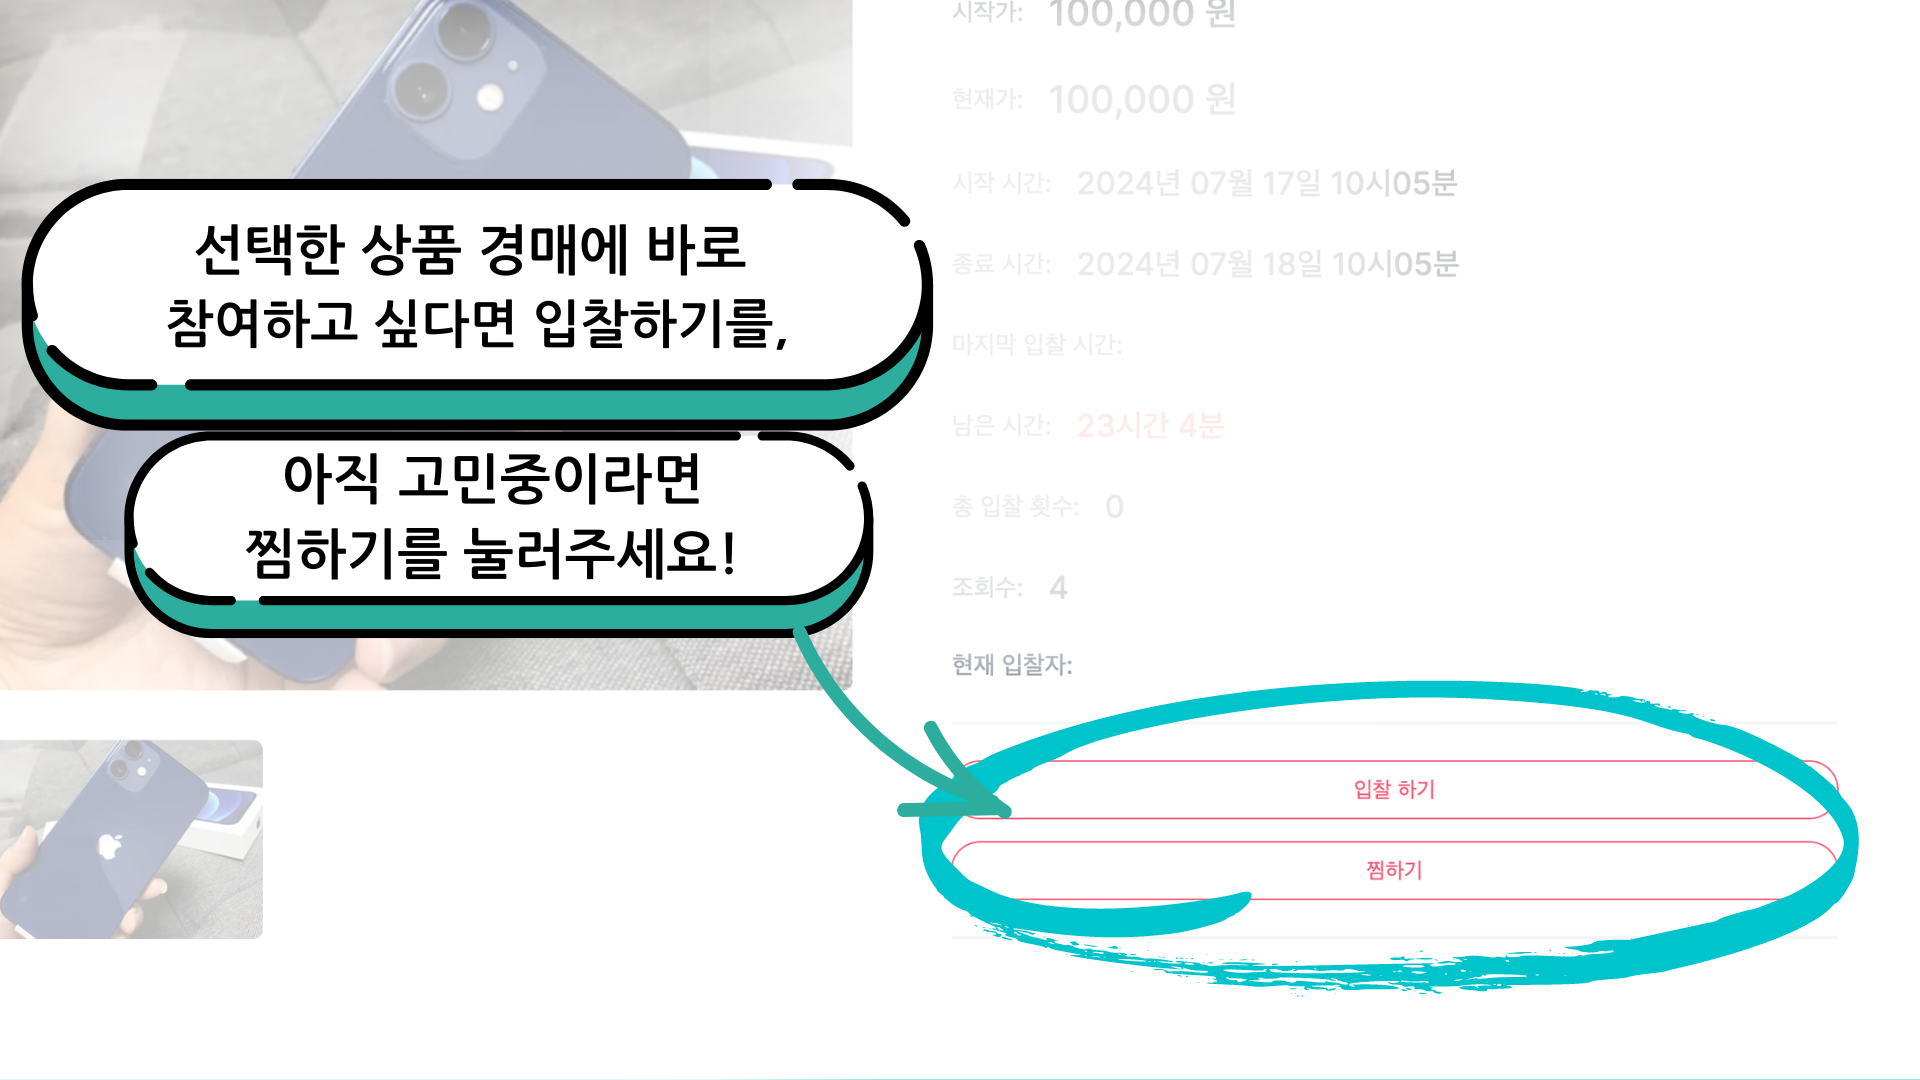 시작가: 100,000 원
현재가: 100,000 원
시작 시간: 2024년 07월 17일 10시05분
종료 시간: 2024년 07월 18일 10시05분
마지막 입찰 시간:
남은 시간: 23시간 4분
총 입찰 횟수: 0
조회수: 4
현재 입찰자:
선택한 상품 경매에 바로
참여하고 싶다면 입찰하기를,
아직 고민중이라면
찜하기를 눌러주세요!
입찰 하기
찜하기